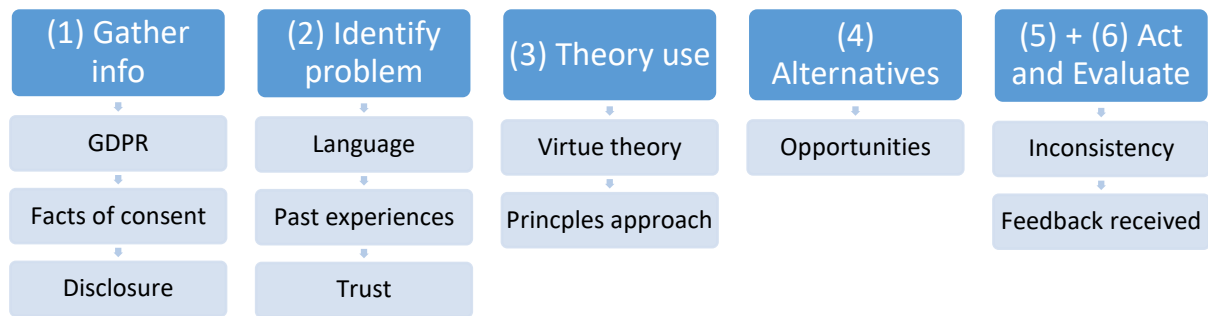 (1) Gather
info
GDPR
Facts of consent
Disclosure
(2) Identify
problem
Language
Past experiences
Trust
(3) Theory use
Virtue theory
Princples approach
(4)
Alternatives
Opportunities
(5) + (6) Act
and Evaluate
Inconsistency
Feedback received